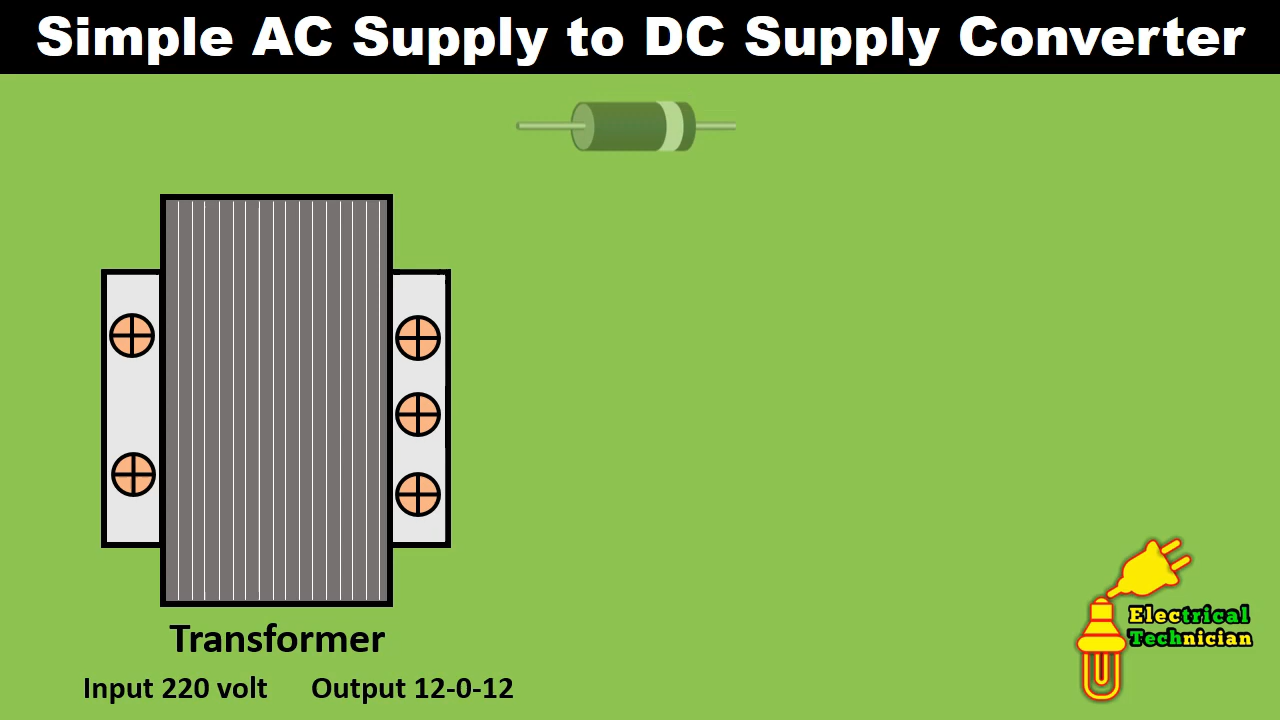 Simple AC Supply to DC Supply Converter
Transformer
Input 220 volt Output 12-0-12
Electrical
Technician